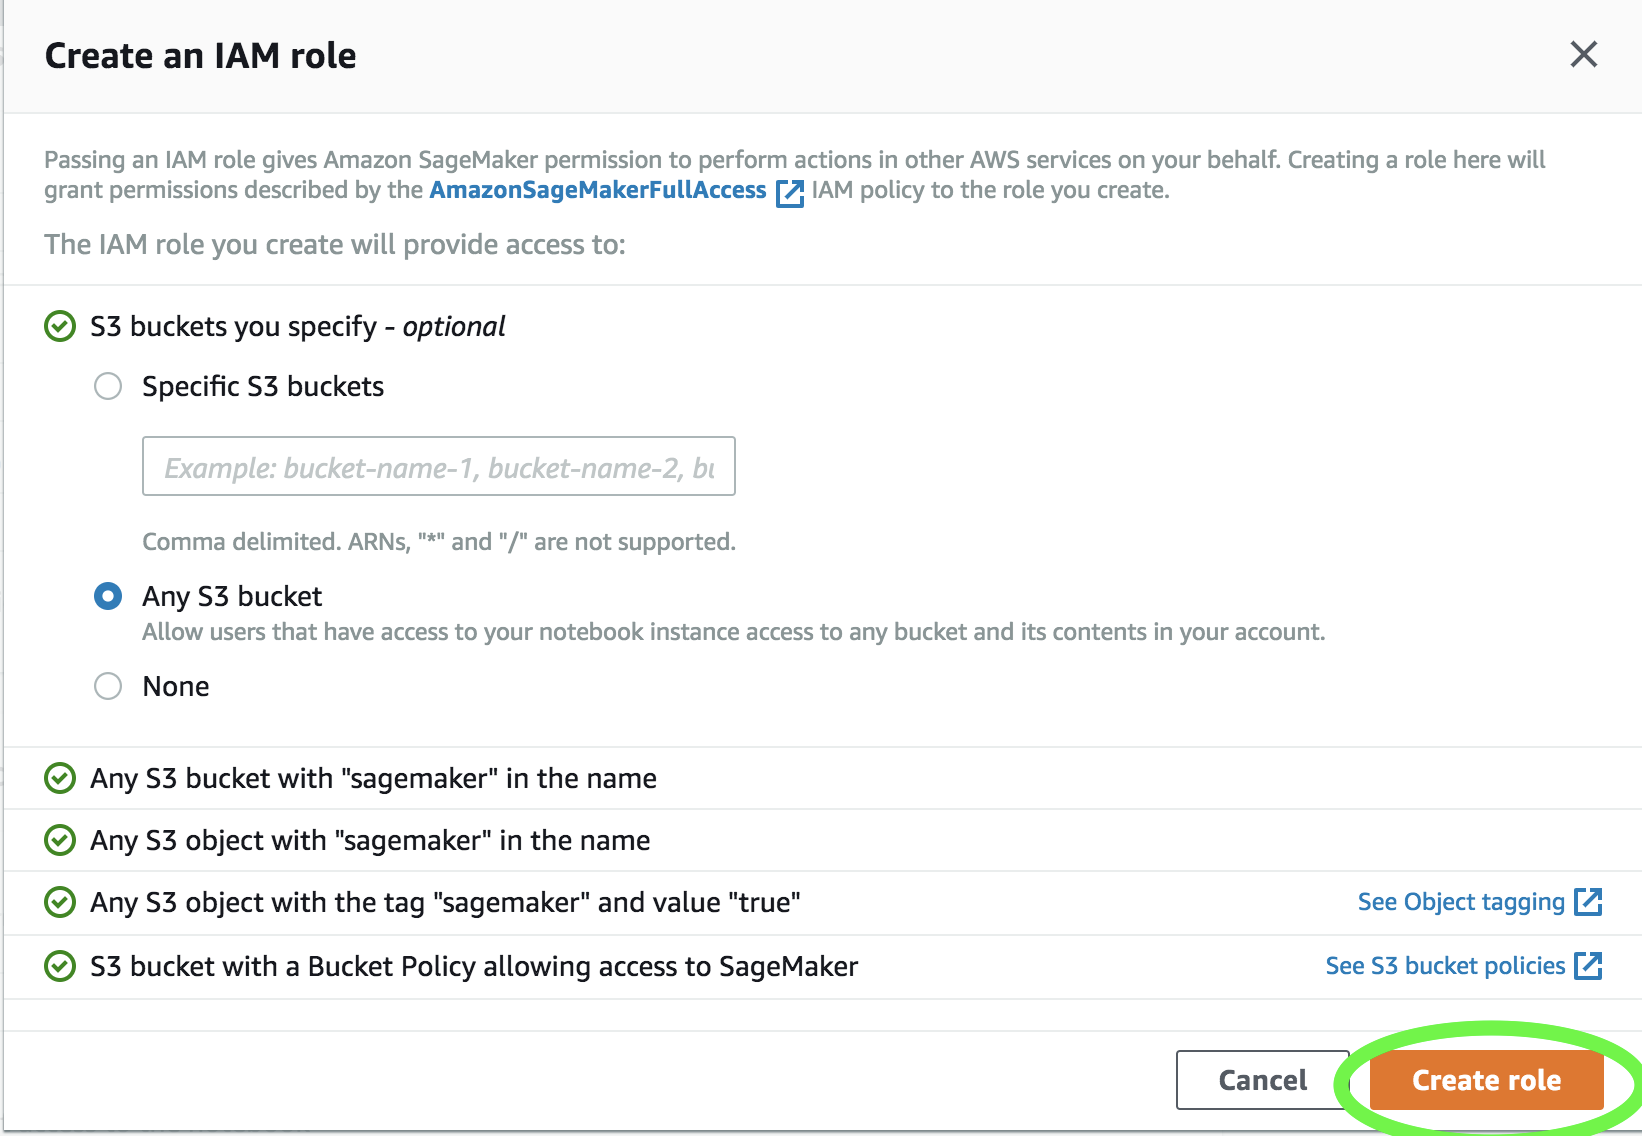 Create an IAM role
Passing an IAM role gives Amazon SageMaker permission to perform actions in other AWS services on your behalf. Creating a role here will
grant permissions described by the AmazonSageMakerFullAccess IAM policy to the role you create.
The IAM role you create will provide access to:
S3 buckets you specify - optional
Specific S3 buckets
Example: bucket-name-1, bucket-name-2, bu
Comma delimited. ARNs, "*" and "/" are not supported.
Any S3 bucket
Allow users that have access to your notebook instance access to any bucket and its contents in your account.
None
Any S3 bucket with "sagemaker" in the name
Any S3 object with "sagemaker" in the name
Any S3 object with the tag "sagemaker" and value "true" See Object tagging
S3 bucket with a Bucket Policy allowing access to SageMaker See S3 bucket policies
Cancel Create role